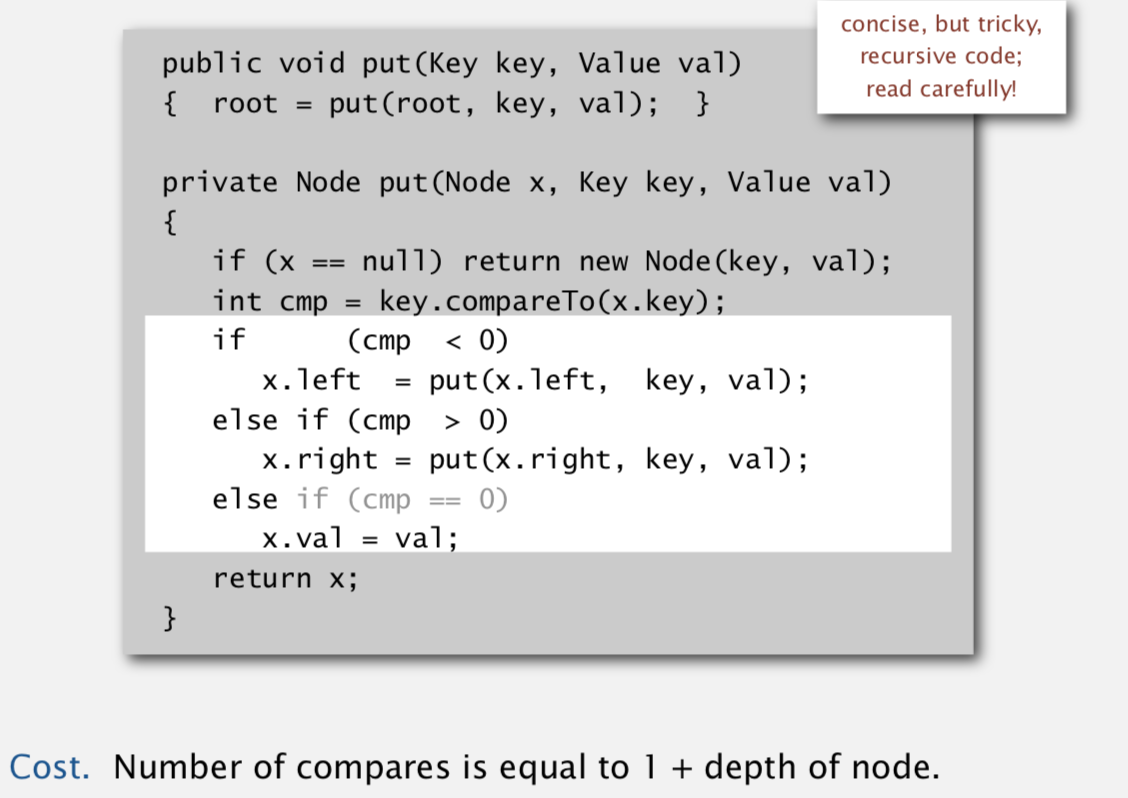 concise, but tricky,
recursive code;
read carefully!
public void put(Key key, Value val)
{  root = put(root, key, val);  }
private Node put(Node x, Key key, Value val)
{
   if (x == null) return new Node(key, val);
   int cmp = key.compareTo(x.key);
   if      (cmp  < 0)
      x.left  = put(x.left,  key, val);
   else if (cmp  > 0)
      x.right = put(x.right, key, val);
   else if (cmp == 0)
      x.val = val;
   return x;
}
Cost.  Number of compares is equal to 1 + depth of node.